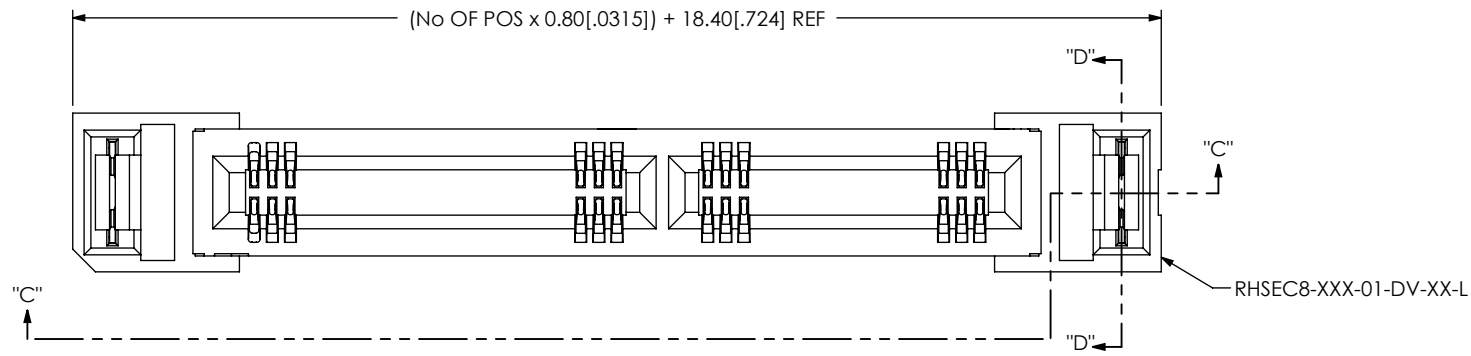 (No OF POS x 0.80[.0315]) + 18.40[.724] REF
"D"
"C"
RHSEC8-XXX-01-DV-XX-L
"C"
"D"